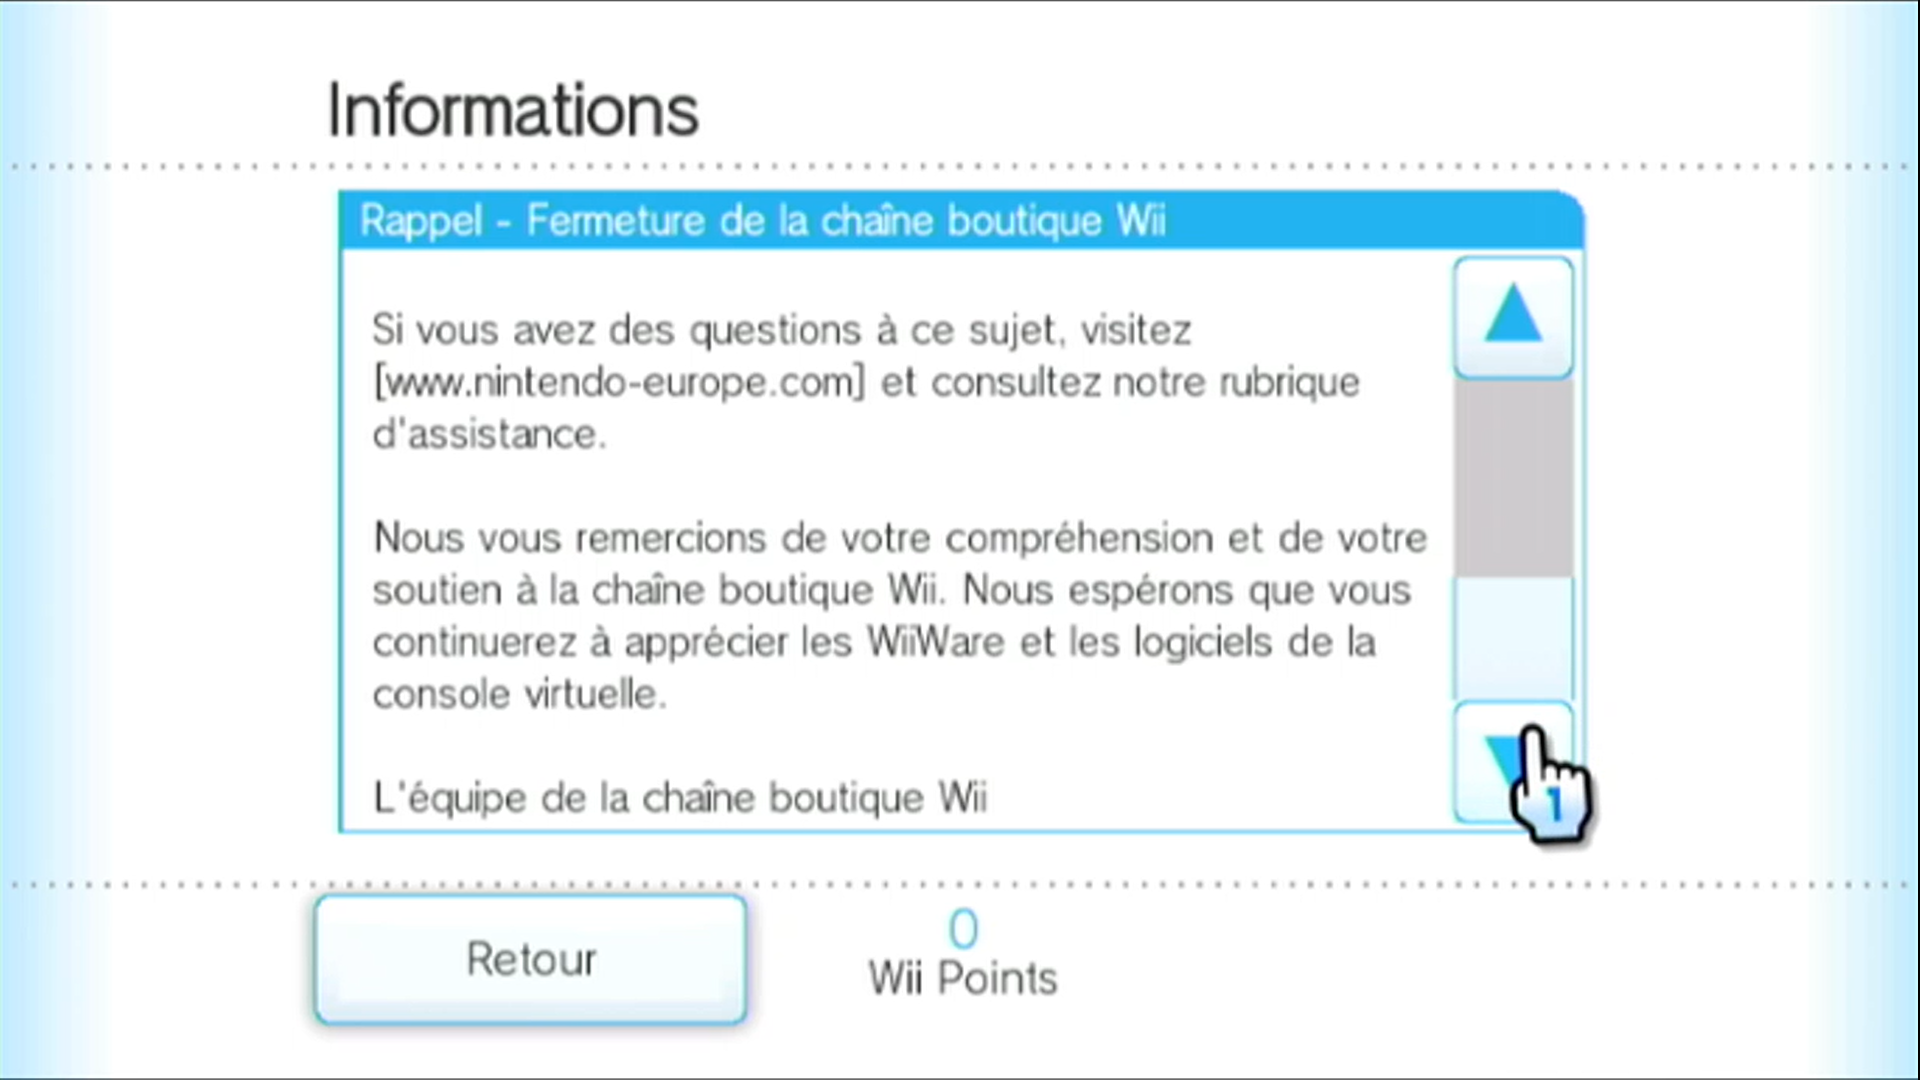 Informations
Rappel - Fermeture de la chaîne boutique Wii
Si vous avez des questions à ce sujet, visitez
[www.nintendo-europe.com] et consultez notre rubrique
d'assistance.
Nous vous remercions de votre compréhension et de votre
soutien à la chaîne boutique Wii. Nous espérons que vous
continuerez à apprécier les WiiWare et les logiciels de la
console virtuelle.
L'équipe de la chaîne boutique Wii
1
Retour
0
Wii Points